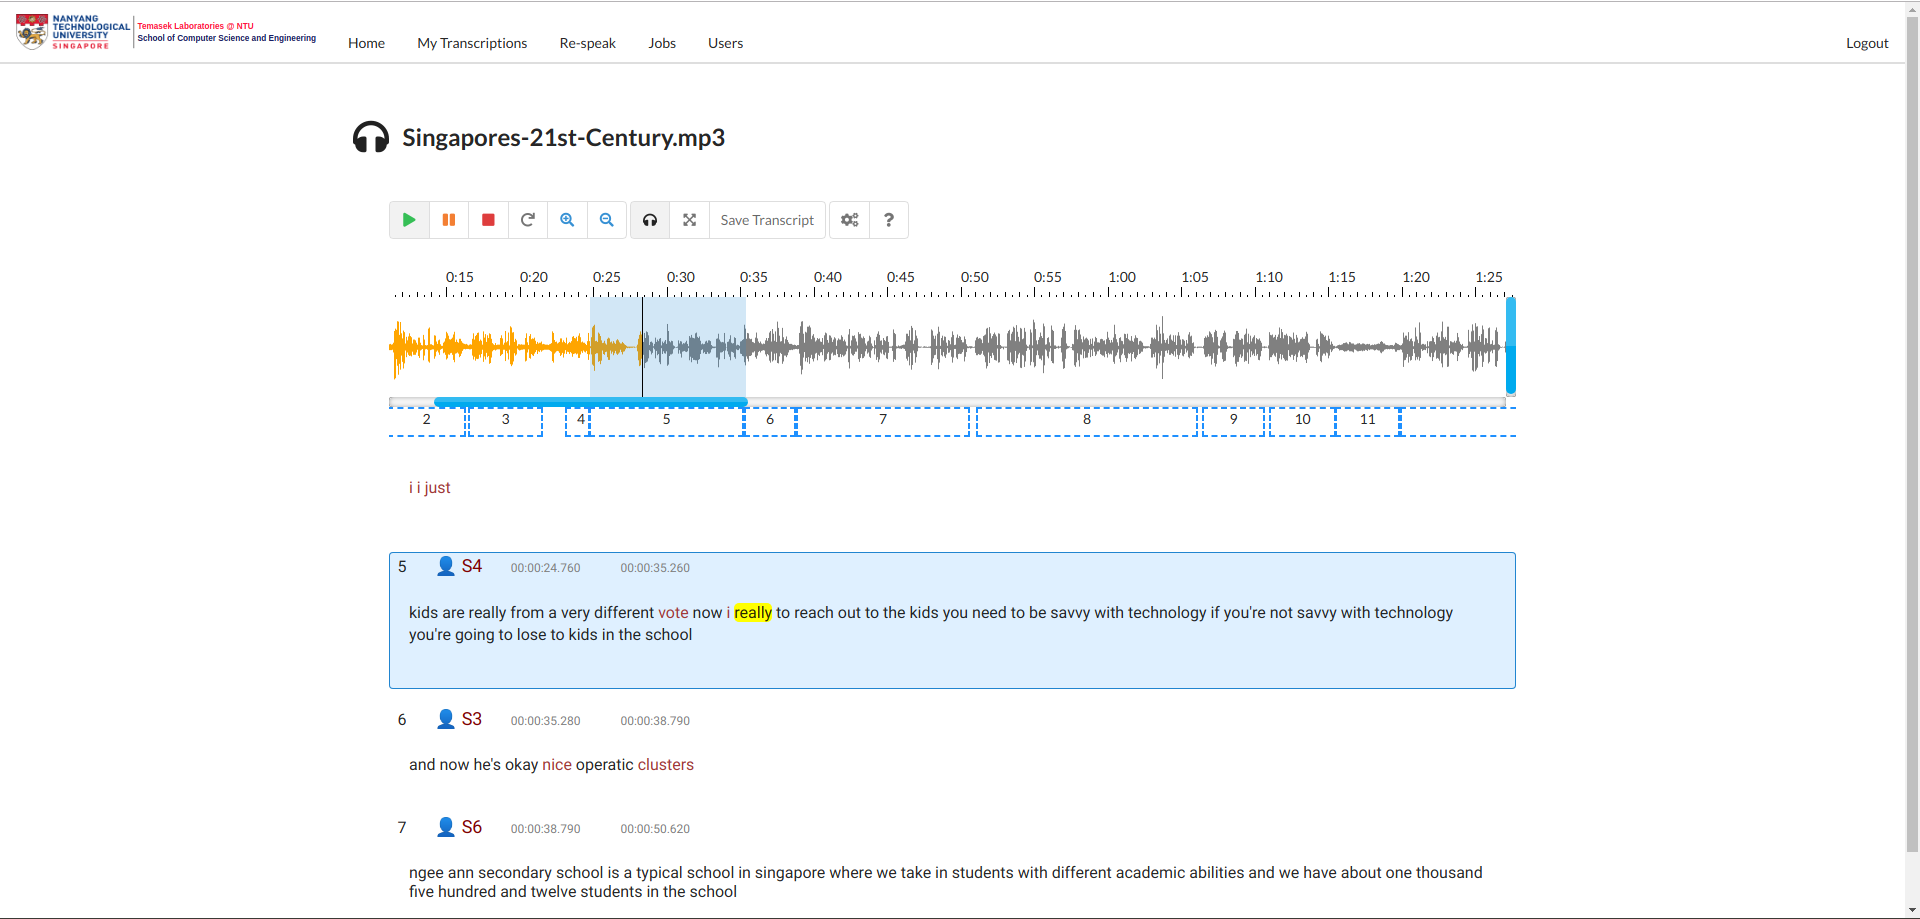 NANYANG
TECHNOLOGICAL
UNIVERSITY
SINGAPORE
Temasek Laboratories @ NTU
School of Computer Science and Engineering
Home My Transcriptions Re-speak Jobs Users Logout
Singapores-21st-Century.mp3
Save Transcript ?
0:15 0:20 0:25 0:30 0:35 0:40 0:45 0:50 0:55 1:00 1:05 1:10 1:15 1:20 1:25
2 3 4 5 6 7 8 9 10 11
i i just
5 S4 00:00:24.760 00:00:35.260
kids are really from a very different vote now i really to reach out to the kids you need to be savvy with technology if you're not savvy with technology
you're going to lose to kids in the school
6 S3 00:00:35.280 00:00:38.790
and now he's okay nice operatic clusters
7 S6 00:00:38.790 00:00:50.620
ngee ann secondary school is a typical school in singapore where we take in students with different academic abilities and we have about one thousand
five hundred and twelve students in the school